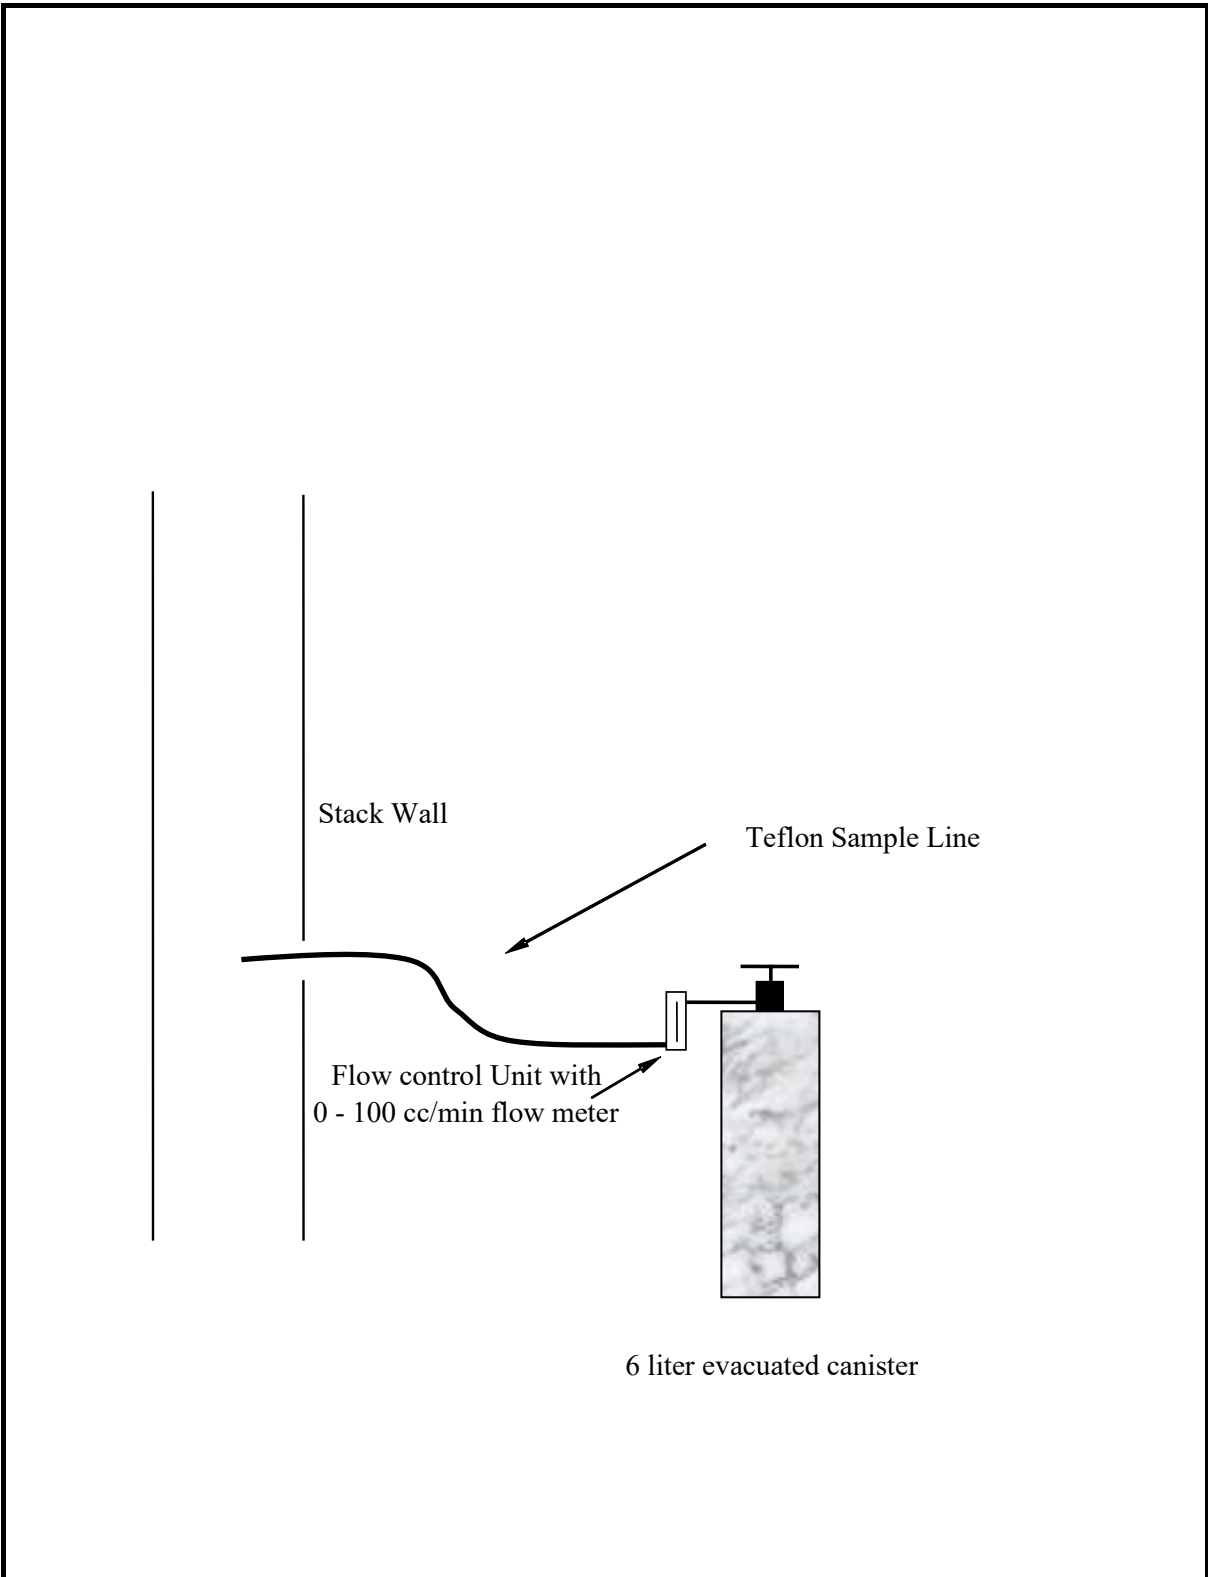 Stack Wall
Teflon Sample Line
Flow control Unit with
0 - 100 cc/min flow meter
6 liter evacuated canister